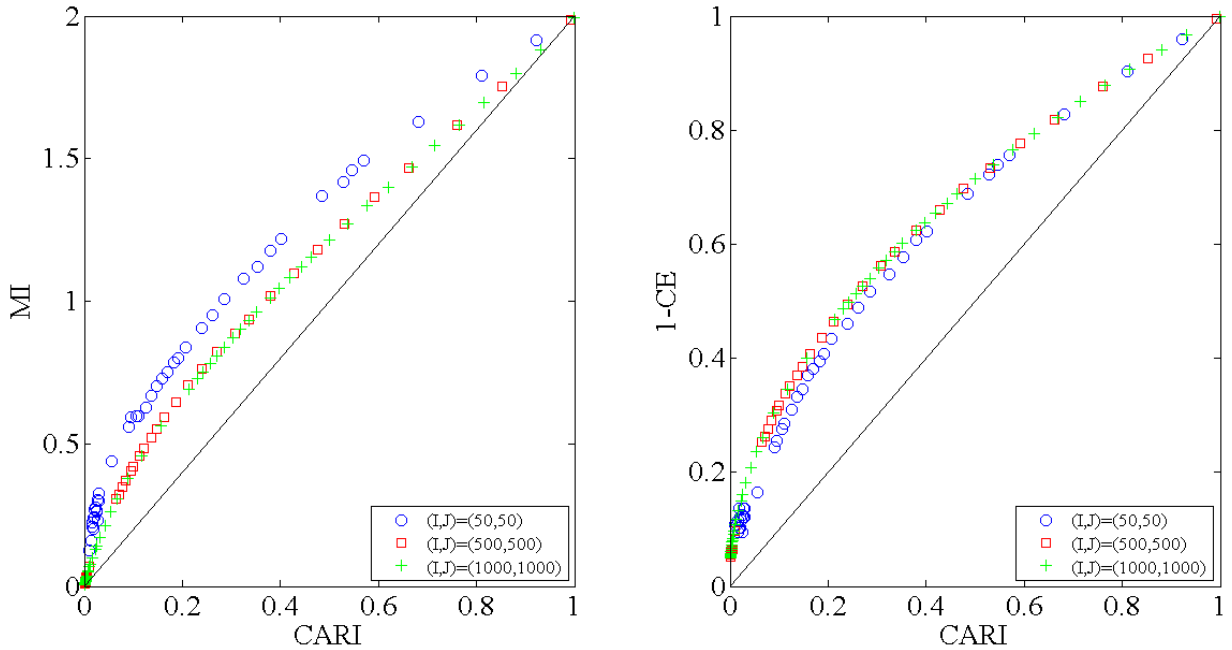 2
1.5
1
0.5
0
MI
0 0.2 0.4 0.6 0.8 1
CARI
(I,J)=(50,50)
(I,J)=(500,500)
(I,J)=(1000,1000)
1
0.8
0.6
0.4
0.2
0
1-CE
0 0.2 0.4 0.6 0.8 1
CARI
(I,J)=(50,50)
(I,J)=(500,500)
(I,J)=(1000,1000)